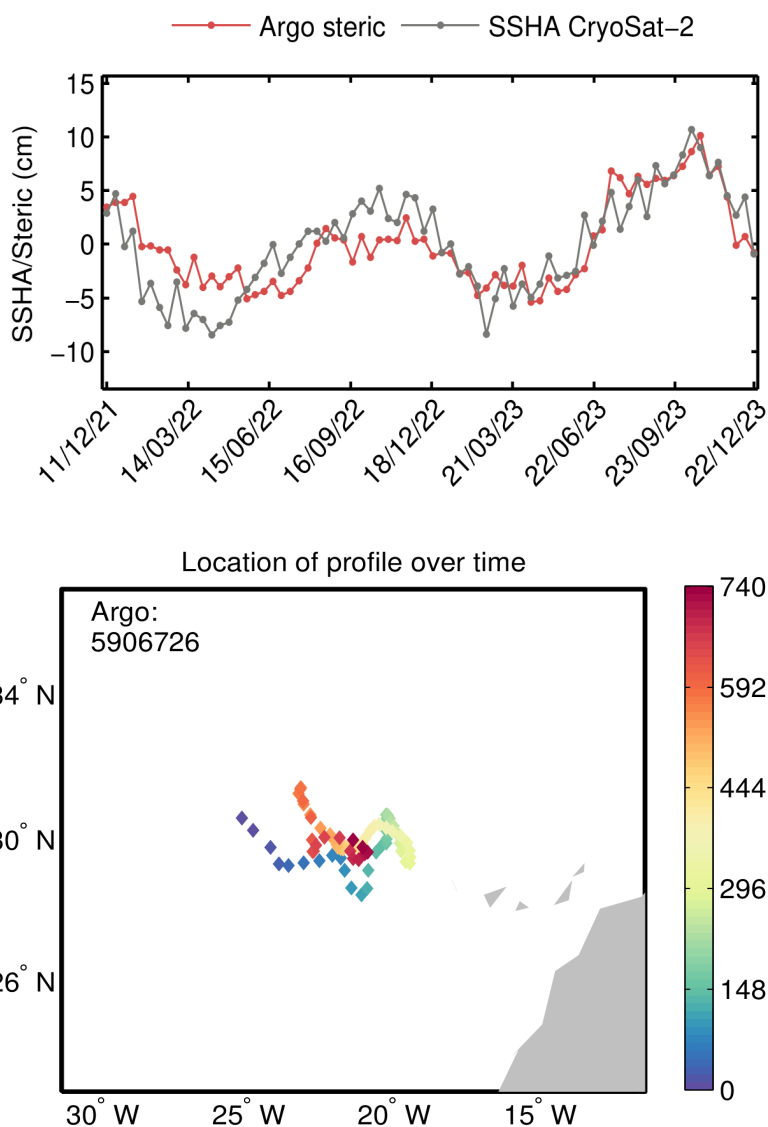 Argo steric SSHA CryoSat−2
SSHA/Steric (cm)
15
10
5
0
−5
−10
11/12/21
14/03/22
15/06/22
16/09/22
18/12/22
21/03/23
22/06/23
23/09/23
22/12/23
Location of profile over time
Argo:
5906726
34° N
30° N
26° N
30° W
25° W
20° W
15° W
740
592
444
296
148
0